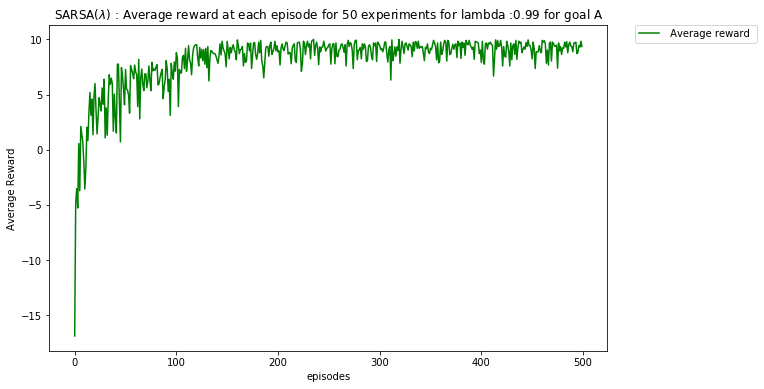 SARSA(λ) : Average reward at each episode for 50 experiments for lambda :0.99 for goal A
Average reward
10
5
0
−5
−10
−15
Average Reward
0 100 200 300 400 500
episodes